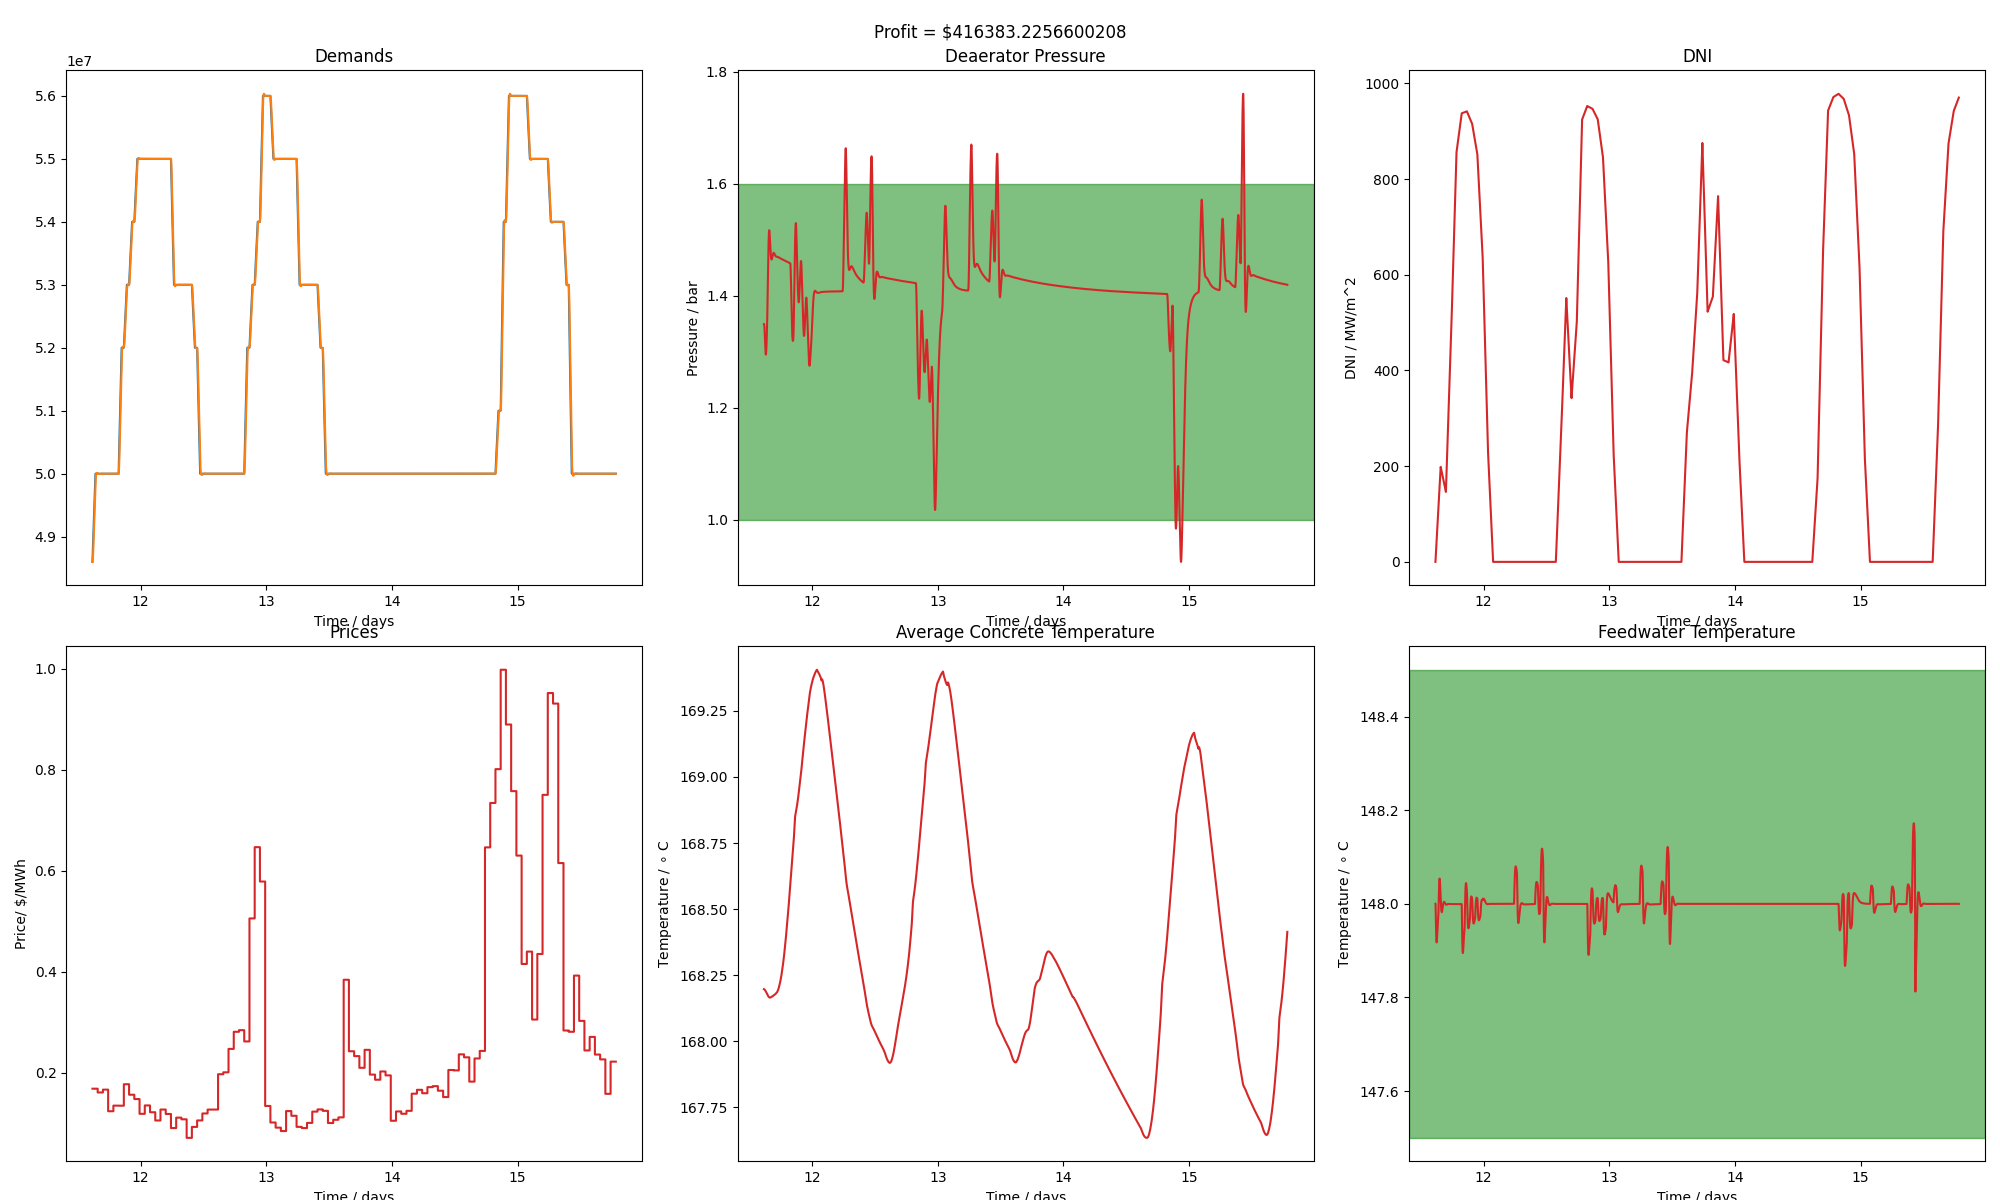 Profit = $416383.2256600208
Demands
1e7
5.6
5.5
5.4
5.3
5.2
5.1
5.0
4.9
12 13 14 15
Time / days
Deaerator Pressure
Pressure / bar
1.8
1.6
1.4
1.2
1.0
12 13 14 15
Time / days
DNI
DNI / MW/m^2
1000
800
600
400
200
0
12 13 14 15
Time / days
Prices
Price/ $/MWh
1.0
0.8
0.6
0.4
0.2
12 13 14 15
Time / days
Average Concrete Temperature
Temperature / ∘ C
169.25
169.00
168.75
168.50
168.25
168.00
167.75
12 13 14 15
Time / days
Feedwater Temperature
Temperature / ∘ C
148.4
148.2
148.0
147.8
147.6
12 13 14 15
Time / days